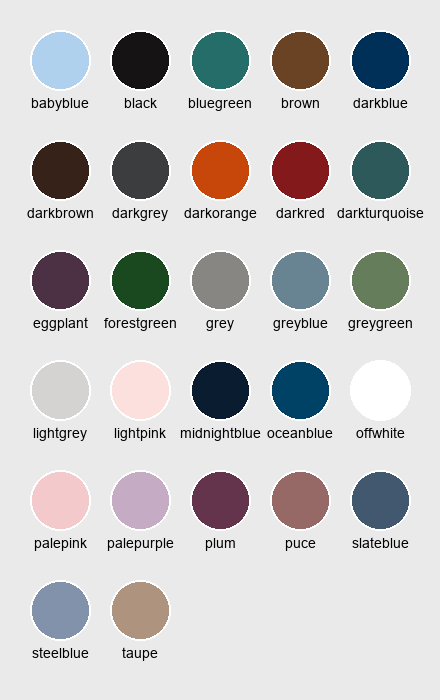 babyblue black bluegreen brown darkblue
darkbrown darkgrey darkorange darkred darkturquoise
eggplant forestgreen grey greyblue greygreen
lightgrey lightpink midnightblue oceanblue offwhite
palepink palepurple plum puce slateblue
steelblue taupe